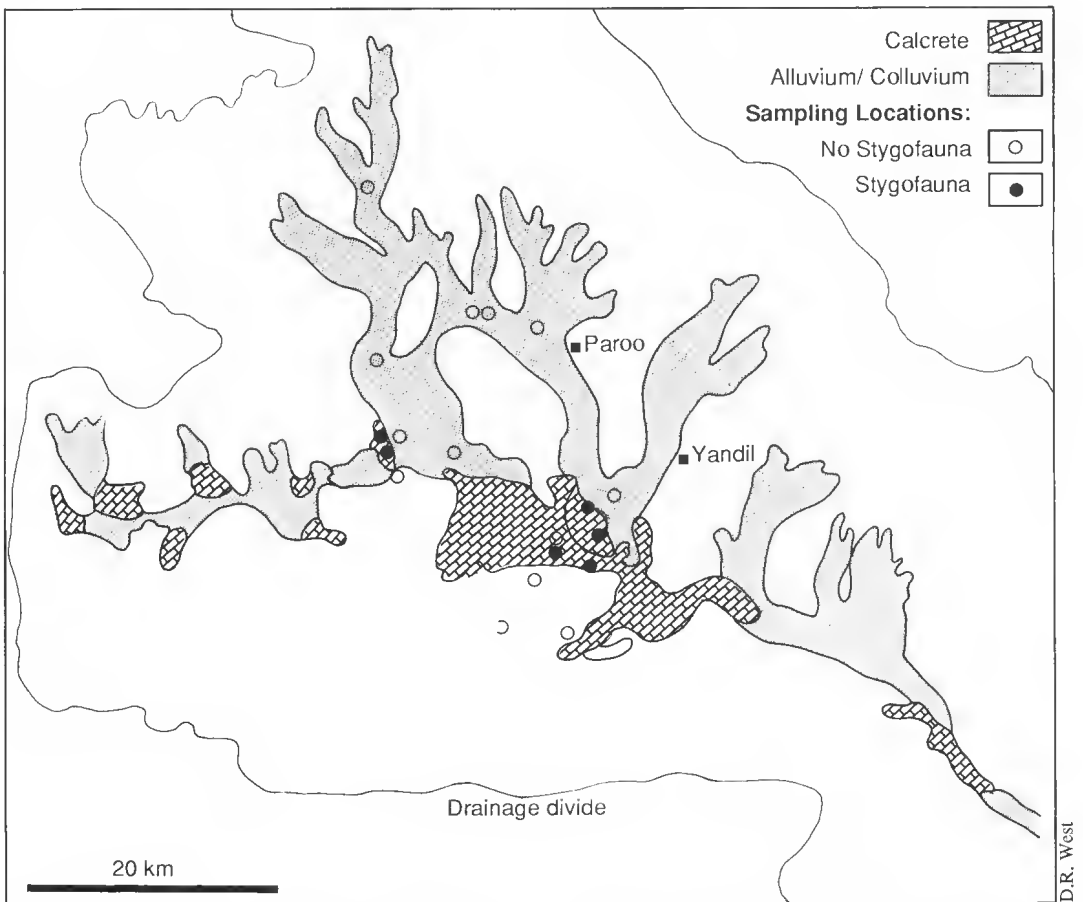 Calcrete
Alluvium/ Colluvium
Sampling Locations:
No Stygofauna
Stygofauna
Paroo
Yandil
Drainage divide
20 km
D.R. West